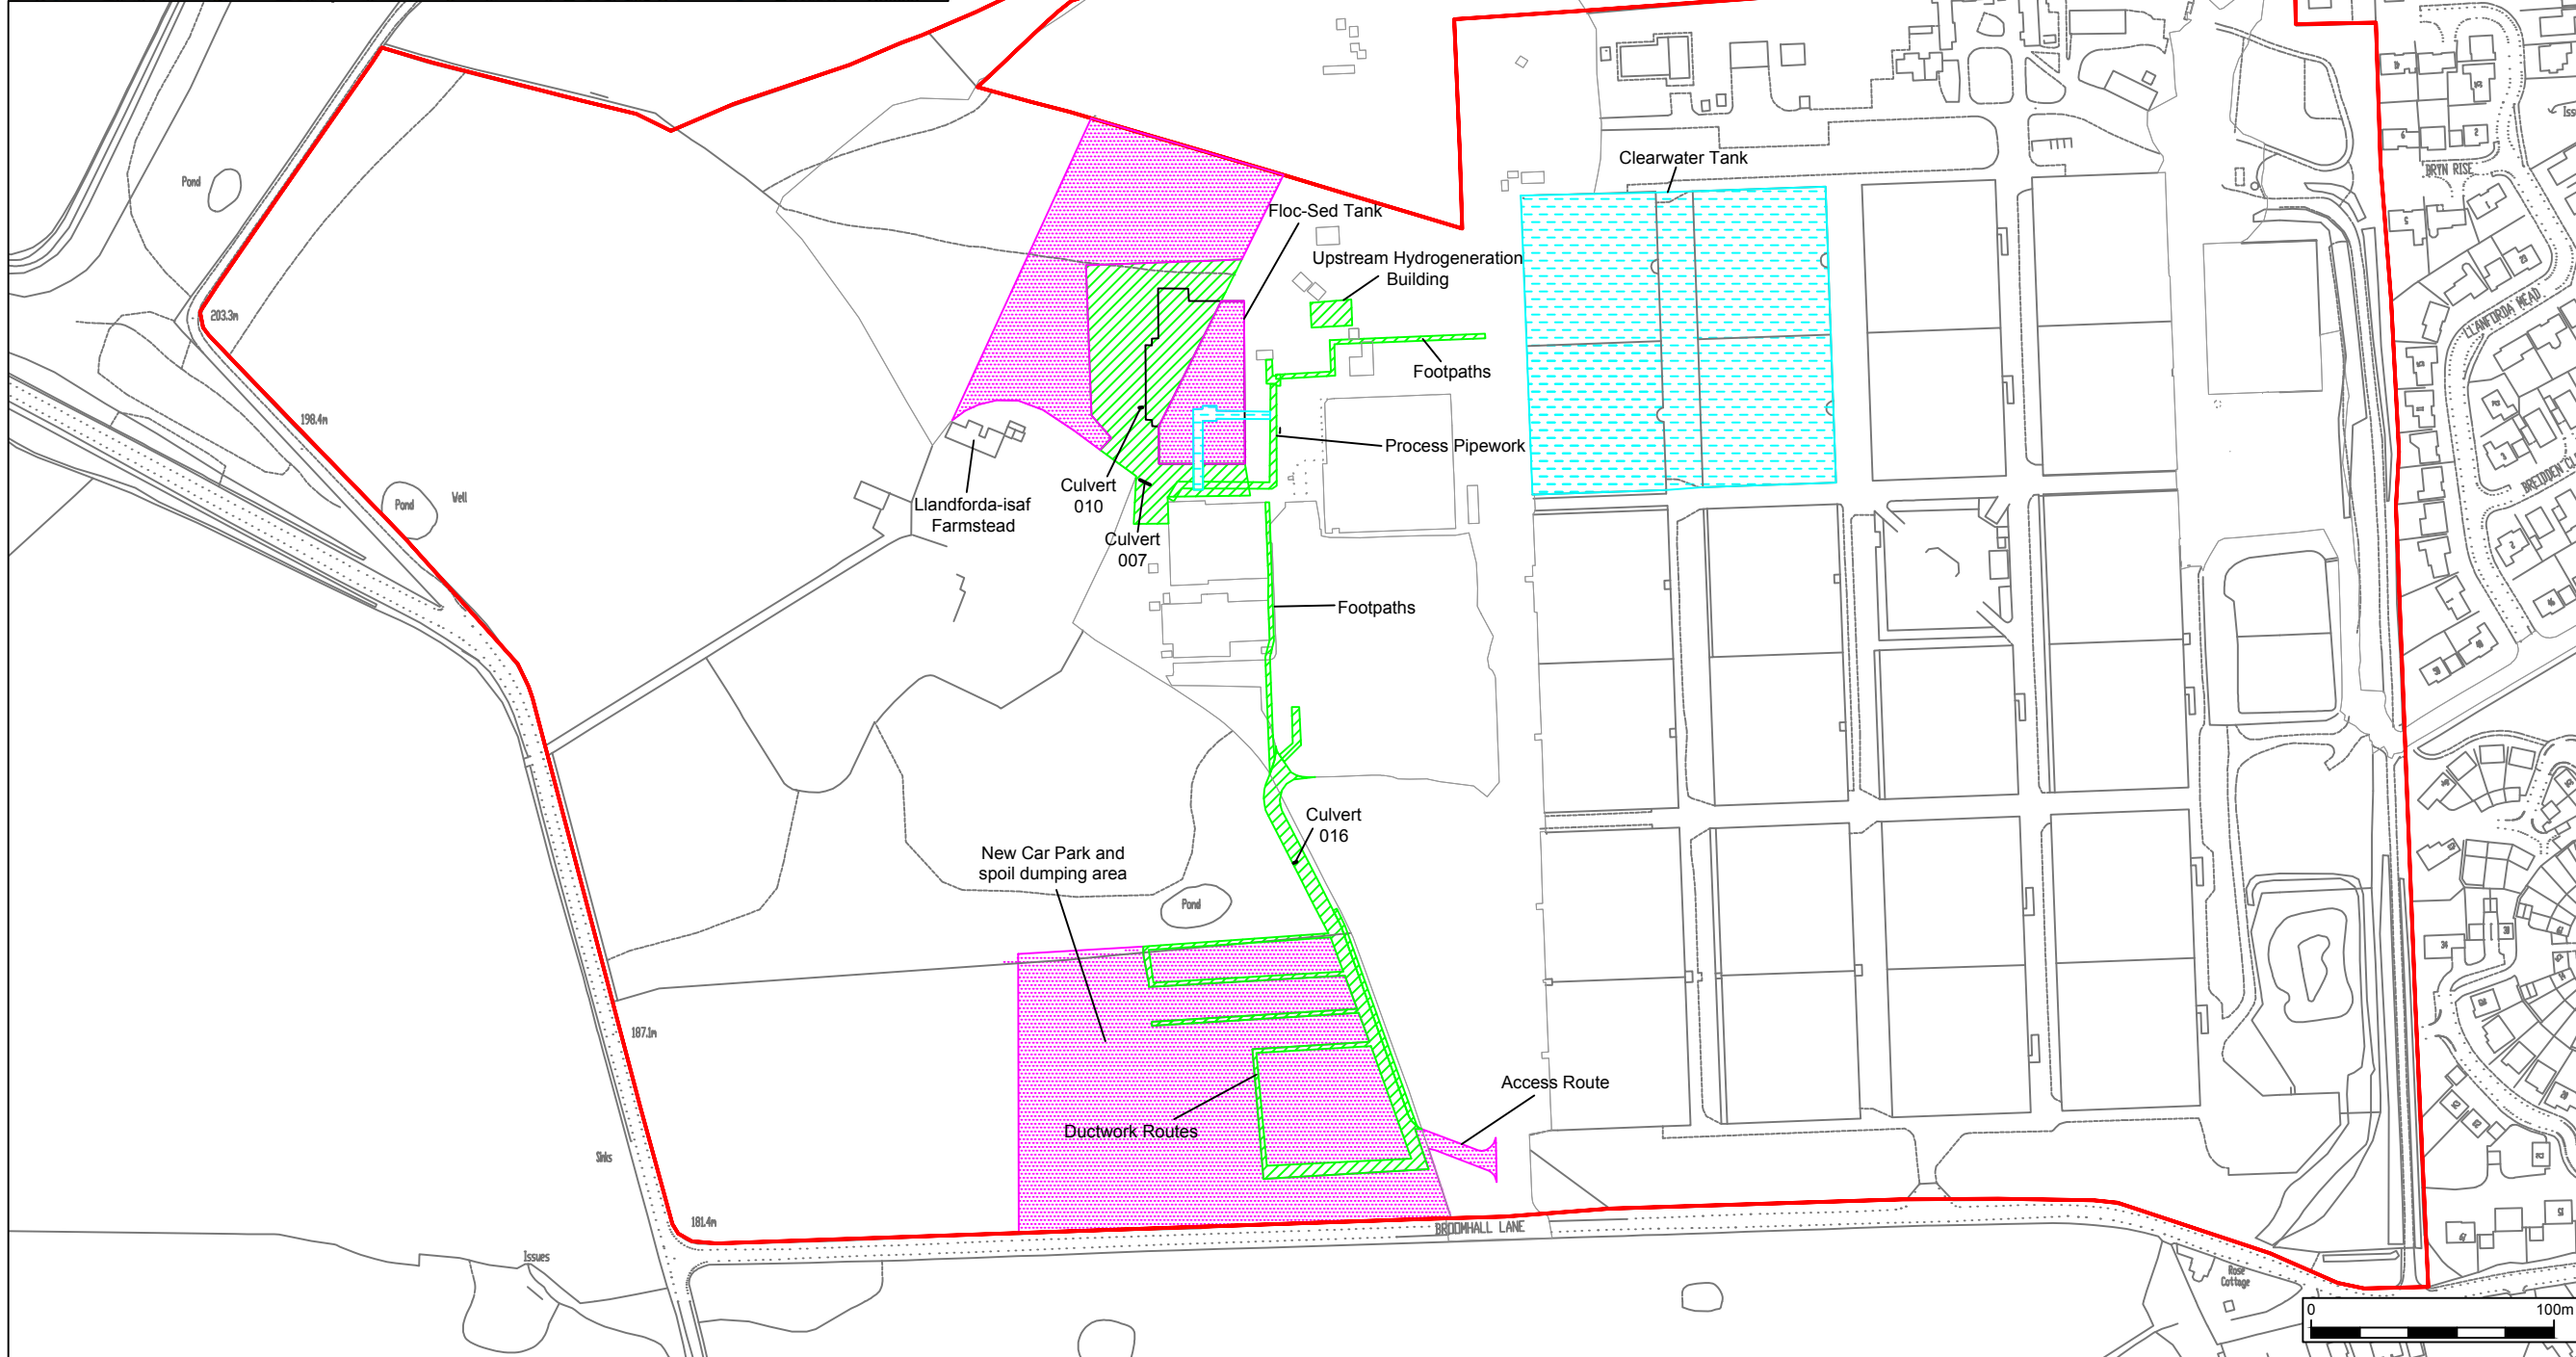 Clearwater Tank
Pond
BRYN RISE
Floc-Sed Tank
Upstream Hydrogeneration
Building
203.3m
LLANFORDA MEAD
Footpaths
198.4m
Process Pipework
Pond
Well
Culvert
010
Llandforda-isaf
Farmstead
Culvert
007
Footpaths
Culvert
016
New Car Park and
spoil dumping area
Pond
187.1m
Access Route
Ductwork Routes
Sinks
181.4m
BROOMHALL LANE
Issues
Rose
Cottage
0
100m